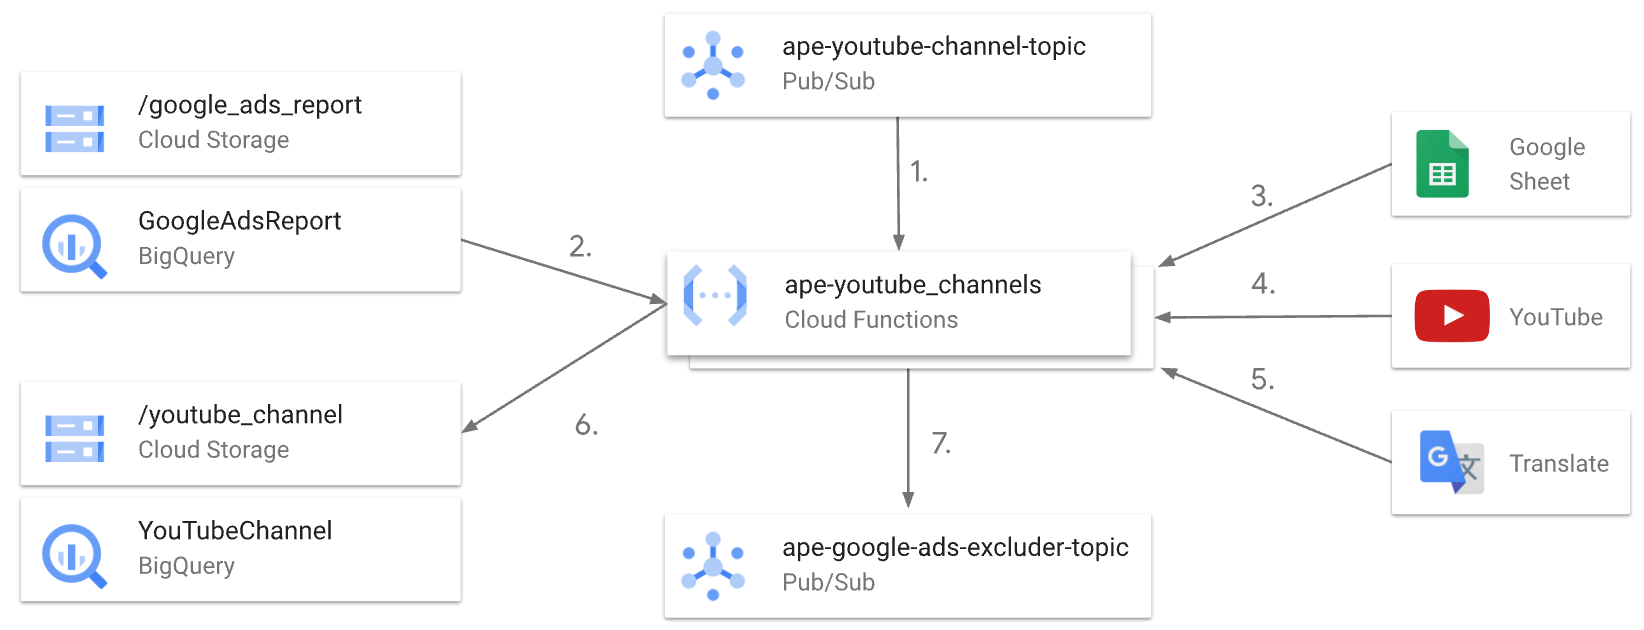 ape-youtube-channel-topic
Pub/Sub
/google_ads_report
Cloud Storage
GoogleAdsReport
BigQuery
1.
2.
3.
Google
Sheet
ape-youtube_channels
Cloud Functions
4.
YouTube
5.
G 文
Translate
/youtube_channel
Cloud Storage
6.
7.
YouTubeChannel
BigQuery
ape-google-ads-excluder-topic
Pub/Sub